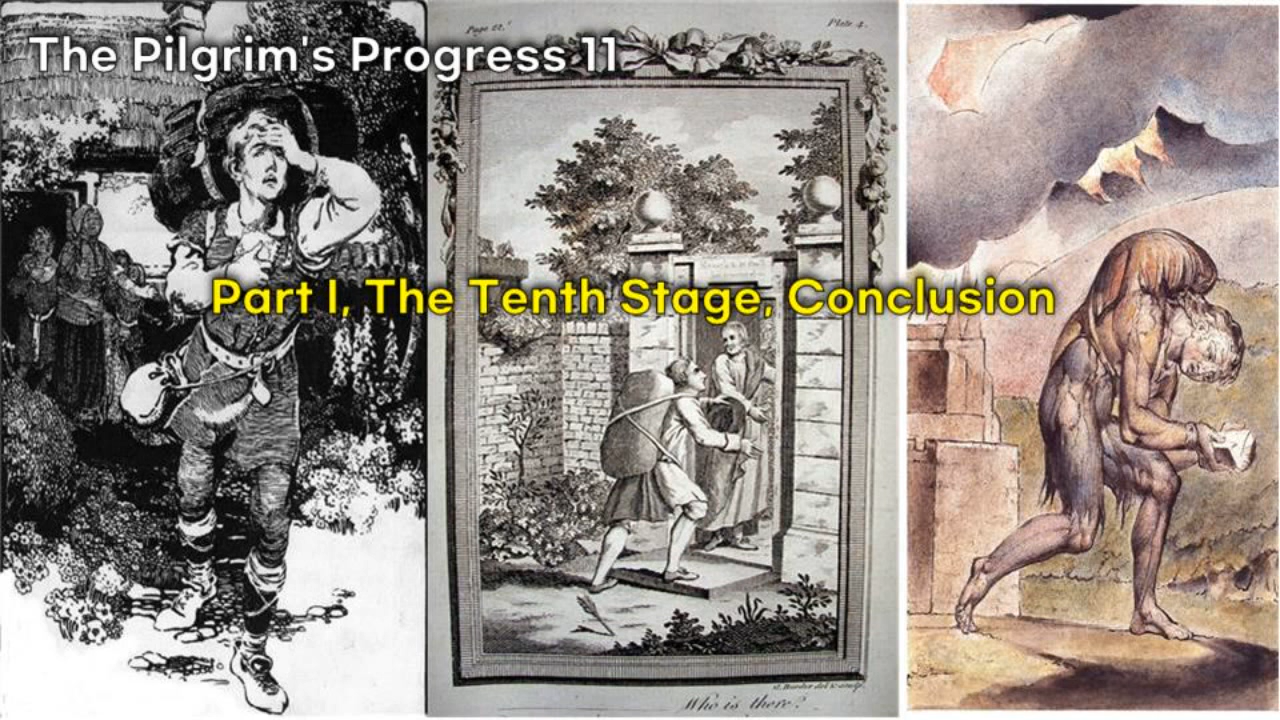 The Pilgrim's Progress 11
Page 22.
Plate 4.
Part I, The Tenth Stage, Conclusion
Who is there?